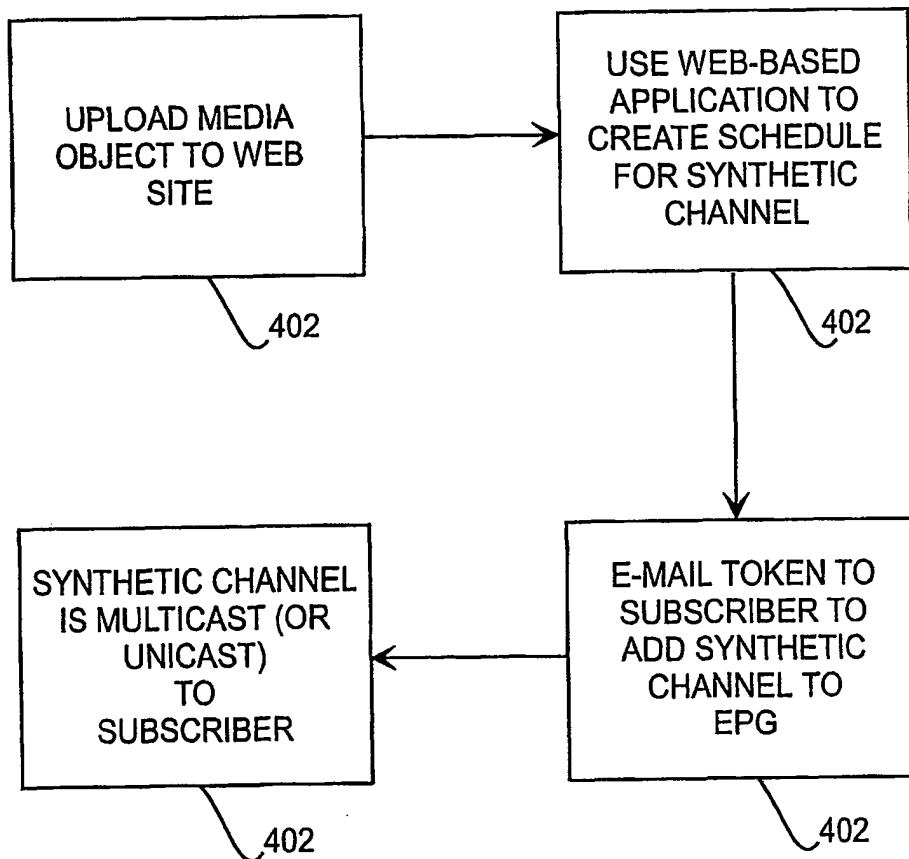 UPLOAD MEDIA
OBJECT TO WEB
SITE
402
USE WEB-BASED
APPLICATION TO
CREATE SCHEDULE
FOR SYNTHETIC
CHANNEL
402
E-MAIL TOKEN TO
SUBSCRIBER TO
ADD SYNTHETIC
CHANNEL TO
EPG
402
SYNTHETIC CHANNEL
IS MULTICAST (OR
UNICAST)
TO
SUBSCRIBER
402